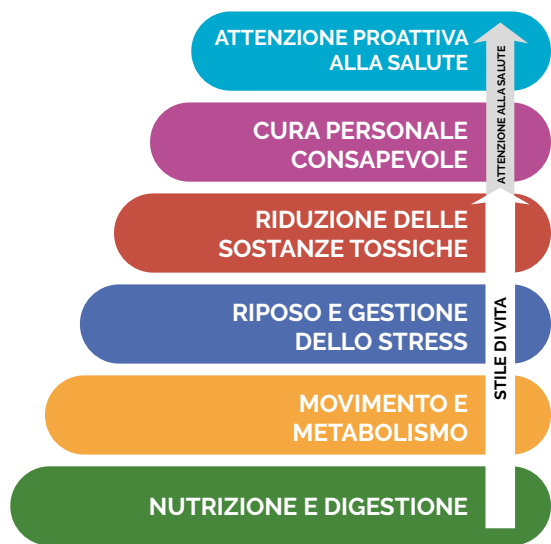 ATTENZIONE PROATTIVA
ALLA SALUTE
CURA PERSONALE
CONSAPEVOLE
RIDUZIONE DELLE
SOSTANZE TOSSICHE
RIPOSO E GESTIONE
DELLO STRESS
MOVIMENTO E
METABOLISMO
NUTRIZIONE E DIGESTIONE
ATTENZIONE ALLA SALUTE
STILE DI VITA